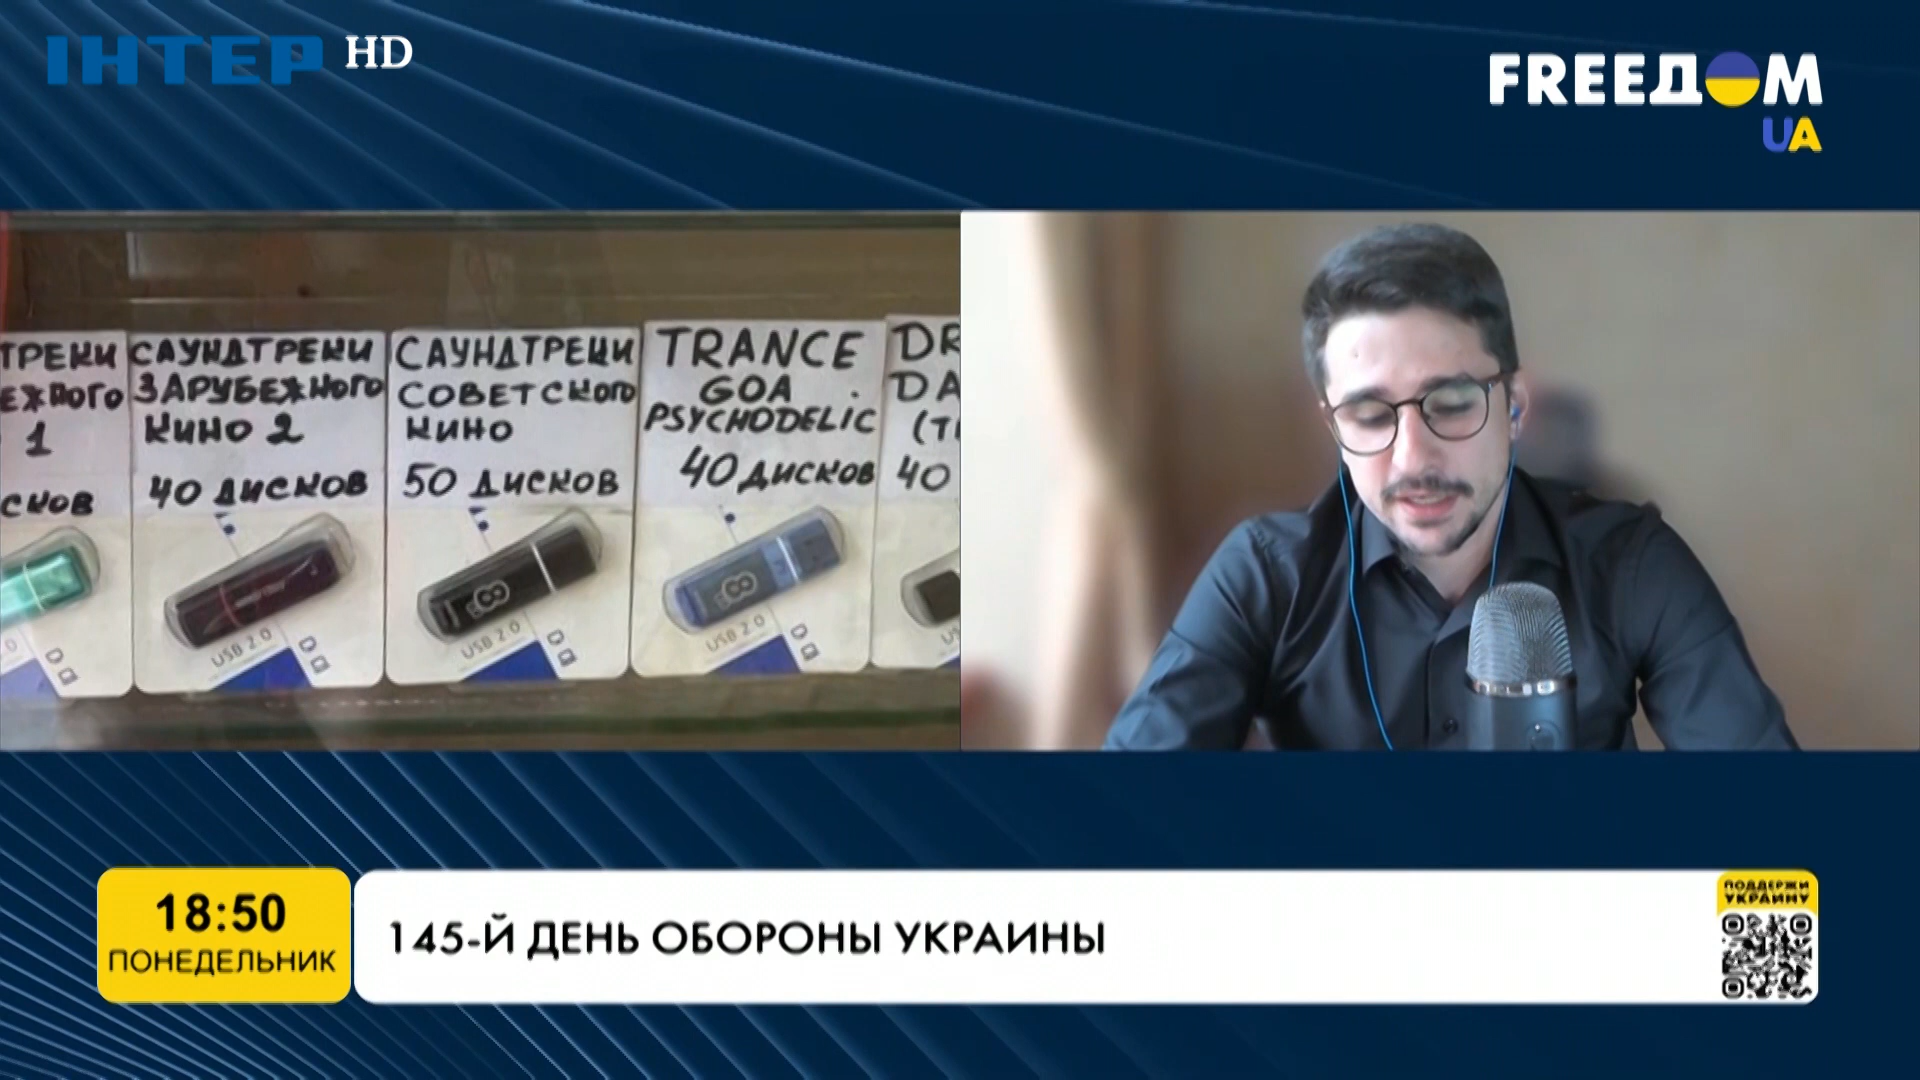 ІНТЕР HD
FREEДOM
UA
ТРЕКИ
ЕЖНОГО
1
СКОВ
САУНДТРЕКИ
ЗАРУБЕЖНОГО
КИНО 2
40 ДИСКОВ
USB 2.0
САУНДТРЕЦИ
СОВЕТСКОГО
КИНО
50 ДИСКОВ
USB 2.0
TRANCE
GOA
PSYCHODELIC
40 ДИСКОВ
USB 2.0
DR
DA
40
18:50
ПОНЕДЕЛЬНИК
145-Й ДЕНЬ ОБОРОНЫ УКРАИНЫ
ПОДДЕРЖИ
УКРАИНУ